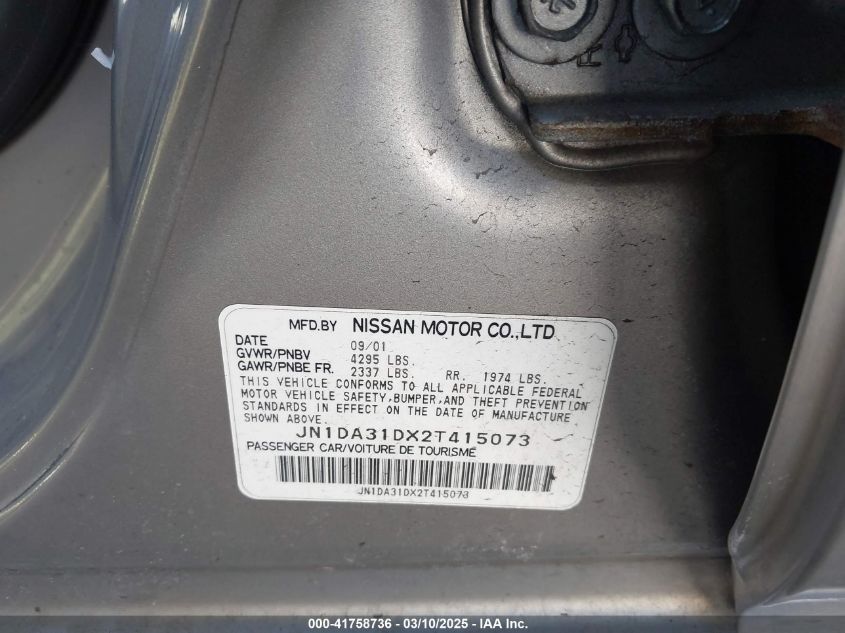 MFD.BY NISSAN MOTOR CO.,LTD
DATE 09/01
GVWR/PNBV 4295 LBS.
GAWR/PNBE FR. 2337 LBS. RR. 1974 LBS.
THIS VEHICLE CONFORMS TO ALL APPLICABLE FEDERAL
MOTOR VEHICLE SAFETY,BUMPER,AND THEFT PREVENTION
STANDARDS IN EFFECT ON THE DATE OF MANUFACTURE
SHOWN ABOVE.
JN1DA31DX2T415073
PASSENGER CAR/VOITURE DE TOURISME
JN1DA31DX2T415073
000-41758736 - 03/10/2025 - IAA Inc.